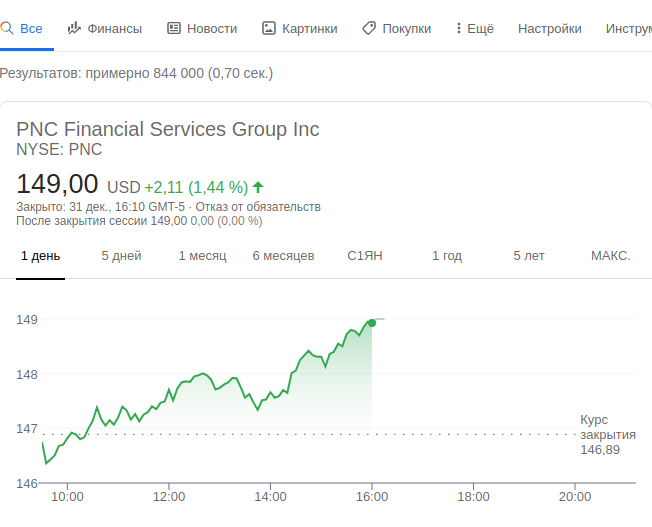 Все Финансы Новости Картинки Покупки Ещё Настройки Инструм
Результатов: примерно 844 000 (0,70 сек.)
PNC Financial Services Group Inc
NYSE: PNC
149,00 USD +2,11 (1,44 %)
Закрыто: 31 дек., 16:10 GMT-5 · Отказ от обязательств
После закрытия сессии 149,00 0,00 (0,00 %)
1 день 5 дней 1 месяц 6 месяцев С1ЯН 1 год 5 лет МАКС.
149
148
147
146
Курс
закрытия
146,89
10:00 12:00 14:00 16:00 18:00 20:00